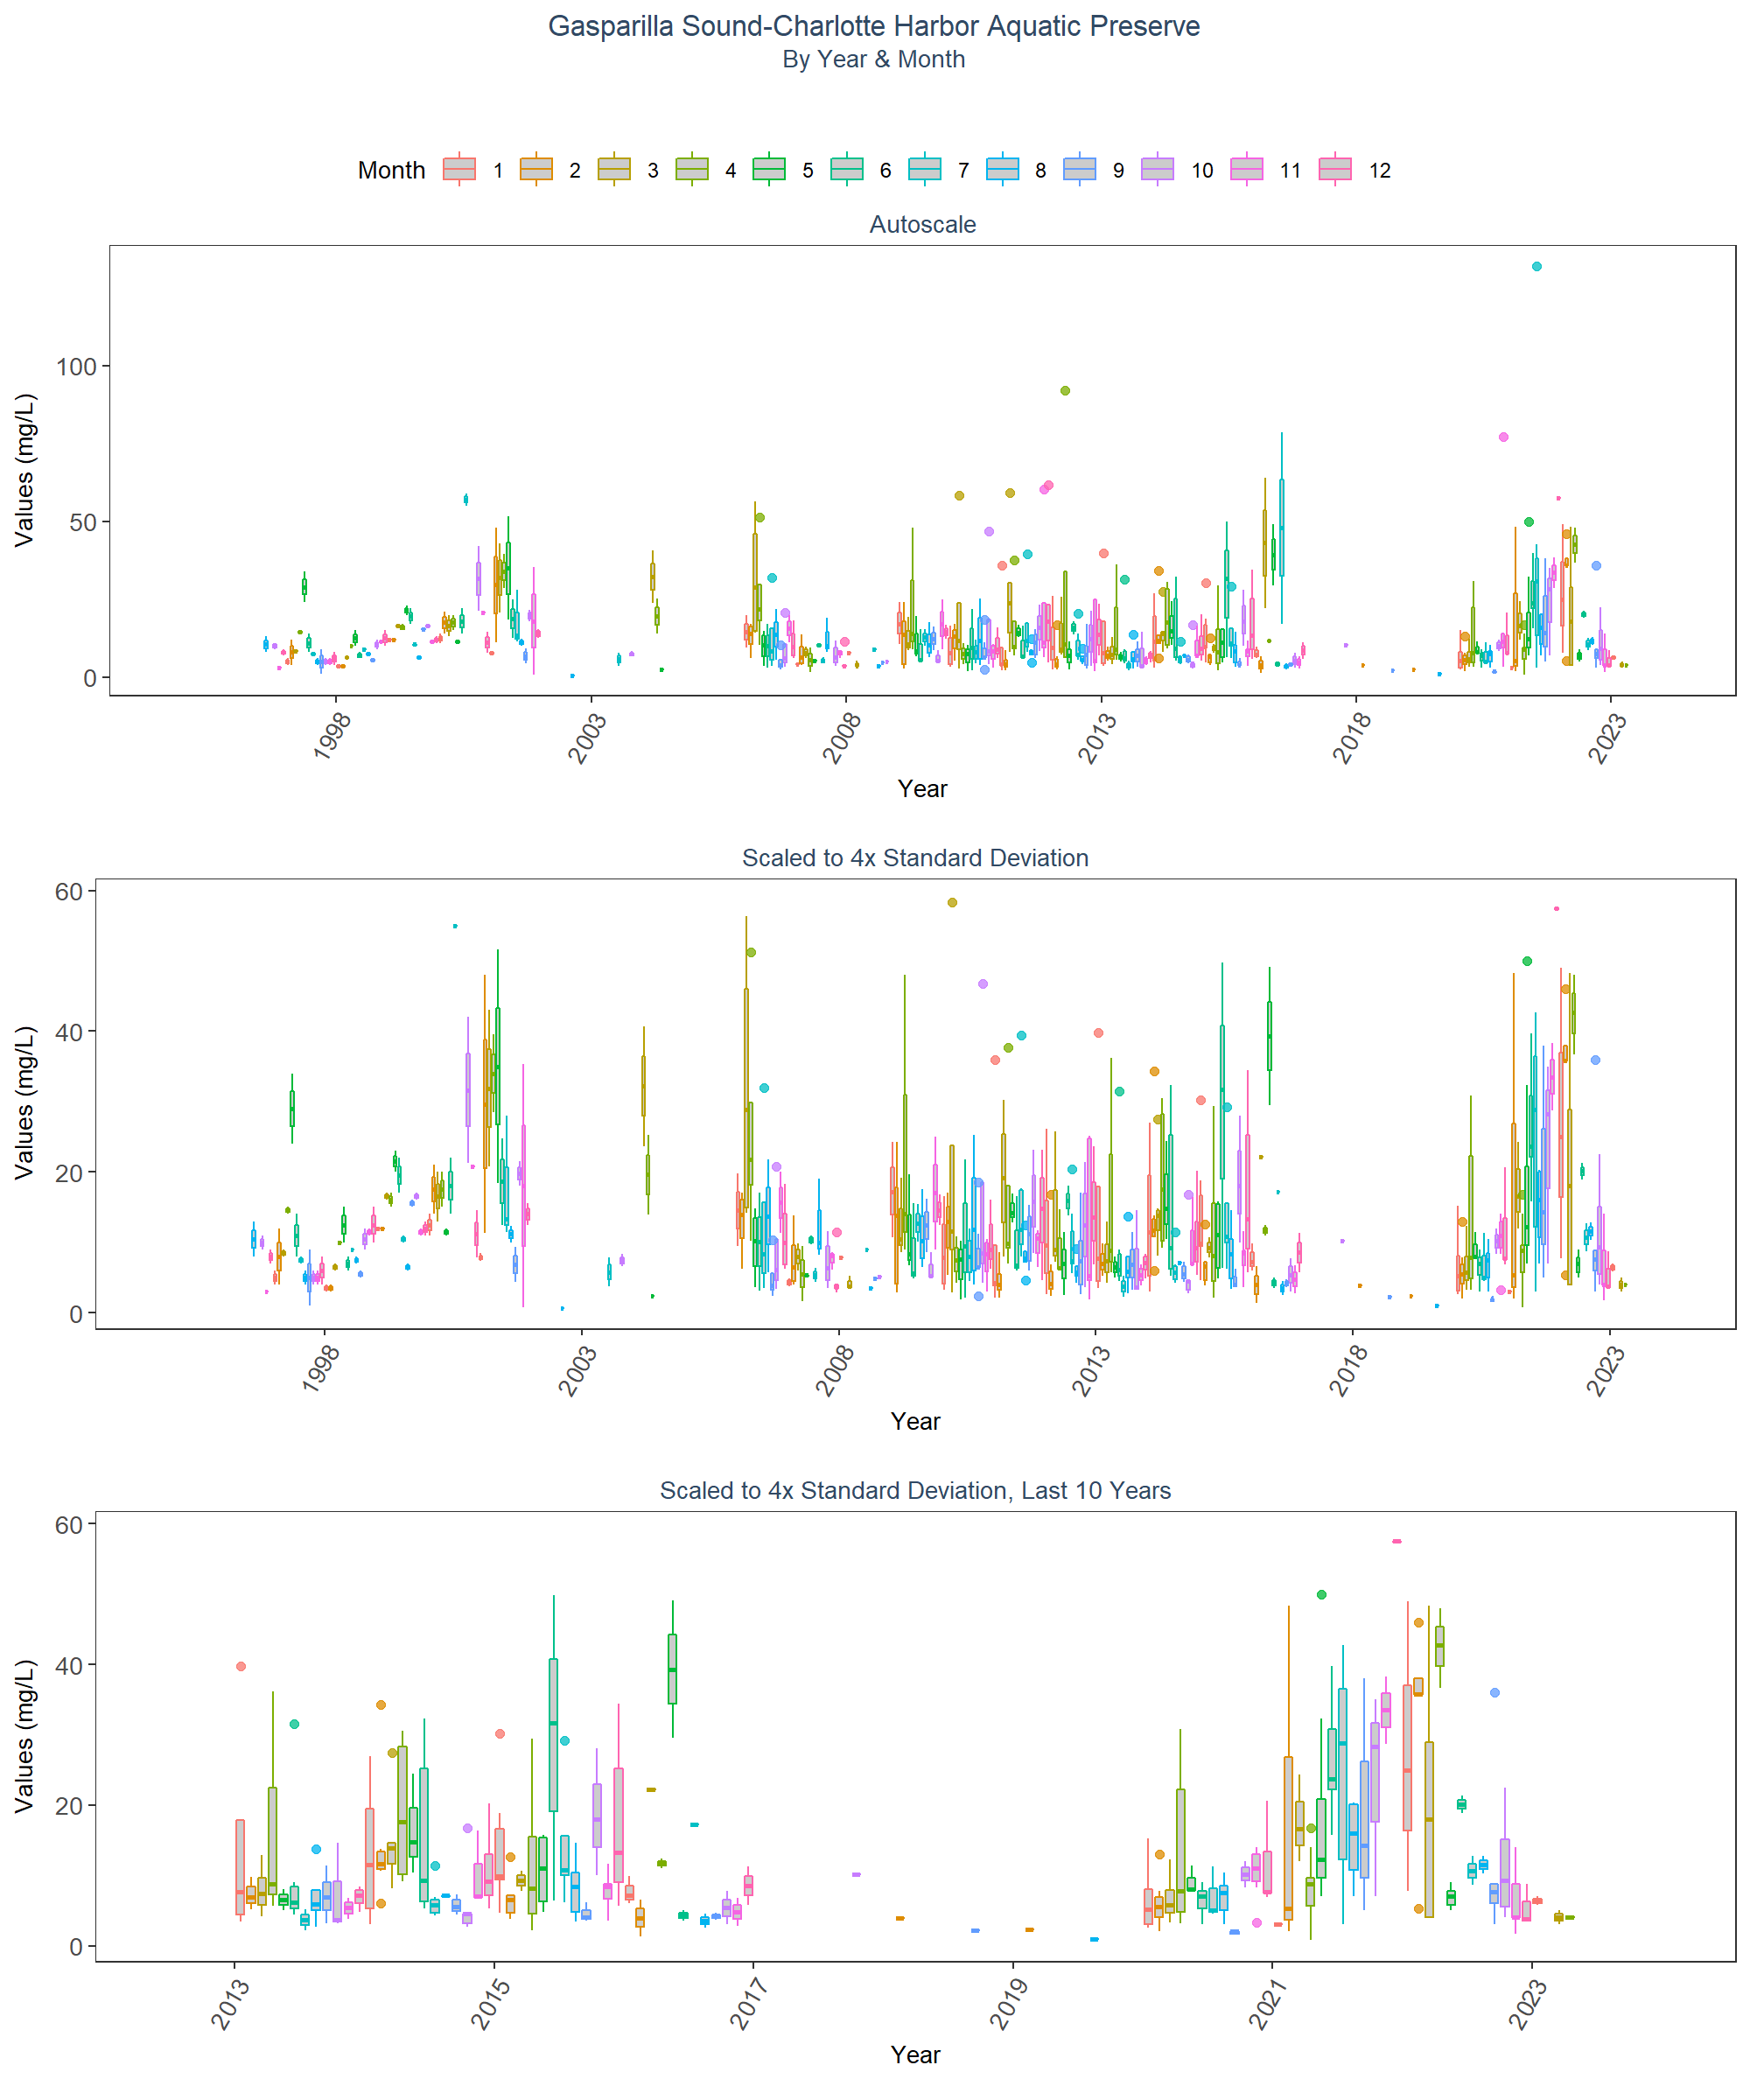 Gasparilla Sound-Charlotte Harbor Aquatic Preserve
By Year & Month
Month 1 2 3 4 5 6 7 8 9 10 11 12
Autoscale
Values (mg/L)
100
50
0
1998 2003 2008 2013 2018 2023
Year
Scaled to 4x Standard Deviation
Values (mg/L)
60
40
20
0
1998 2003 2008 2013 2018 2023
Year
Scaled to 4x Standard Deviation, Last 10 Years
Values (mg/L)
60
40
20
0
2013 2015 2017 2019 2021 2023
Year